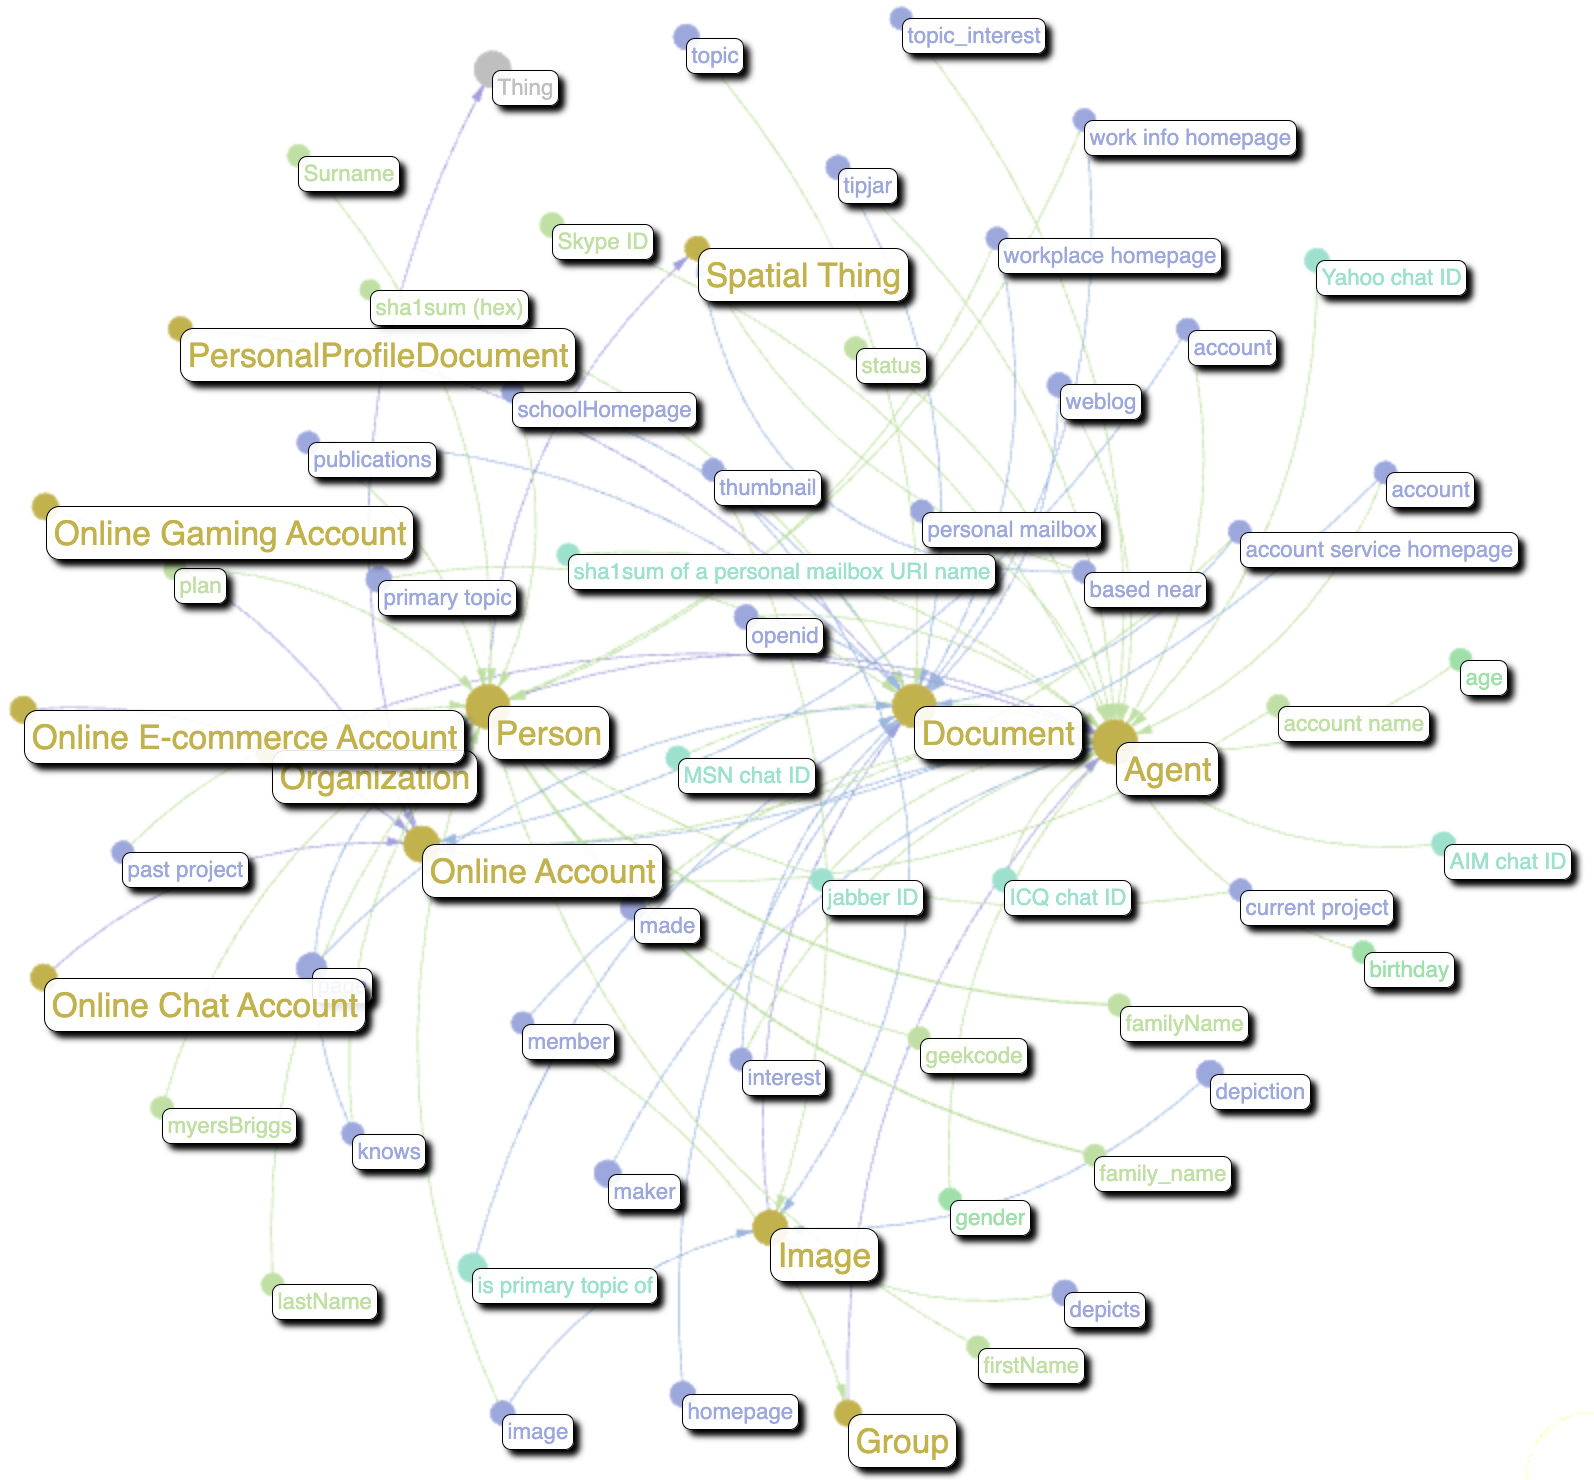 topic_interest
topic
Thing
work info homepage
Surname
tipjar
Skype ID
workplace homepage
Spatial Thing
Yahoo chat ID
sha1sum (hex)
PersonalProfileDocument
account
status
schoolHomepage
weblog
publications
thumbnail
account
Online Gaming Account
personal mailbox
account service homepage
sha1sum of a personal mailbox URI name
plan
primary topic
based near
openid
age
account name
Online E-commerce Account
Person
Document
Agent
Organization
MSN chat ID
past project
Online Account
AIM chat ID
jabber ID
ICQ chat ID
current project
made
birthday
page
Online Chat Account
familyName
member
geekcode
interest
depiction
myersBriggs
knows
family_name
maker
gender
Image
is primary topic of
lastName
depicts
firstName
homepage
image
Group